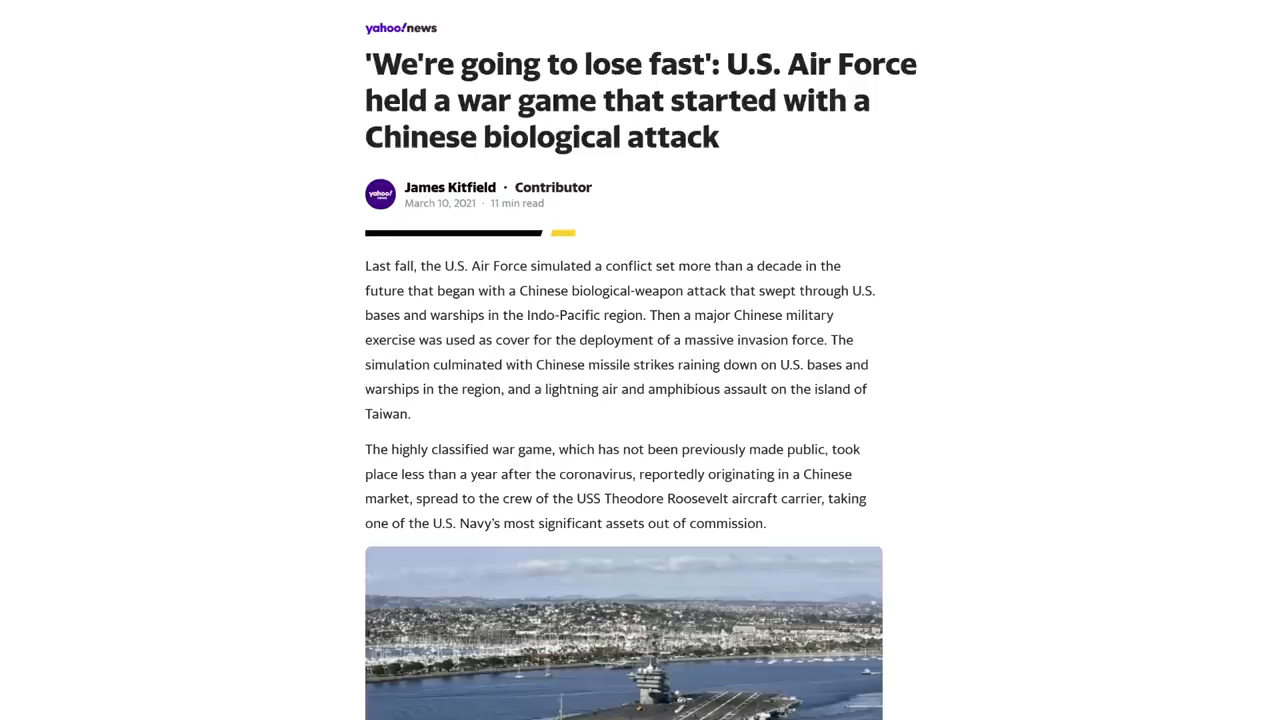 yahoo!news
'We're going to lose fast': U.S. Air Force
held a war game that started with a
Chinese biological attack
yahoo!
news
James Kitfield · Contributor
March 10, 2021 · 11 min read
Last fall, the U.S. Air Force simulated a conflict set more than a decade in the
future that began with a Chinese biological-weapon attack that swept through U.S.
bases and warships in the Indo-Pacific region. Then a major Chinese military
exercise was used as cover for the deployment of a massive invasion force. The
simulation culminated with Chinese missile strikes raining down on U.S. bases and
warships in the region, and a lightning air and amphibious assault on the island of
Taiwan.
The highly classified war game, which has not been previously made public, took
place less than a year after the coronavirus, reportedly originating in a Chinese
market, spread to the crew of the USS Theodore Roosevelt aircraft carrier, taking
one of the U.S. Navy’s most significant assets out of commission.